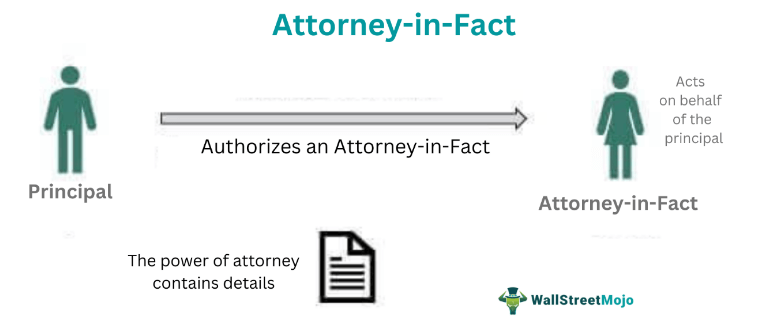 Attorney-in-Fact
Acts
on behalf
of the
principal
Authorizes an Attorney-in-Fact
Principal
Attorney-in-Fact
The power of attorney
contains details
WallStreetMojo